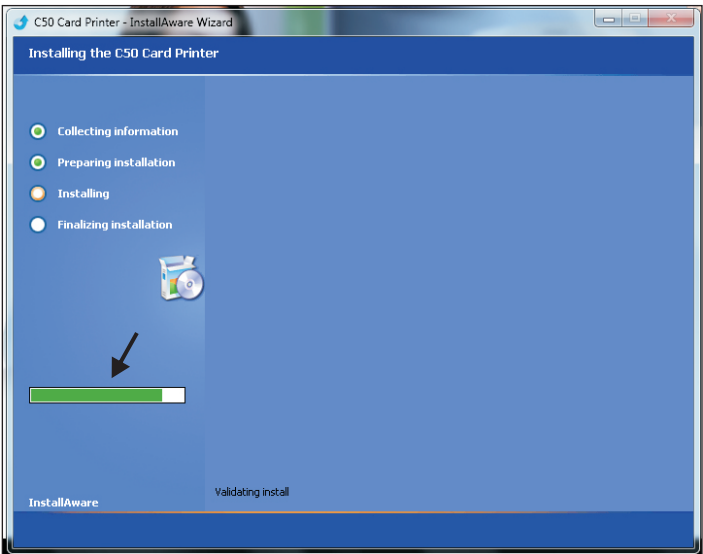 C50 Card Printer - InstallAware Wizard
Installing the C50 Card Printer
Collecting information
Preparing installation
Installing
Finalizing installation
Validating install
InstallAware